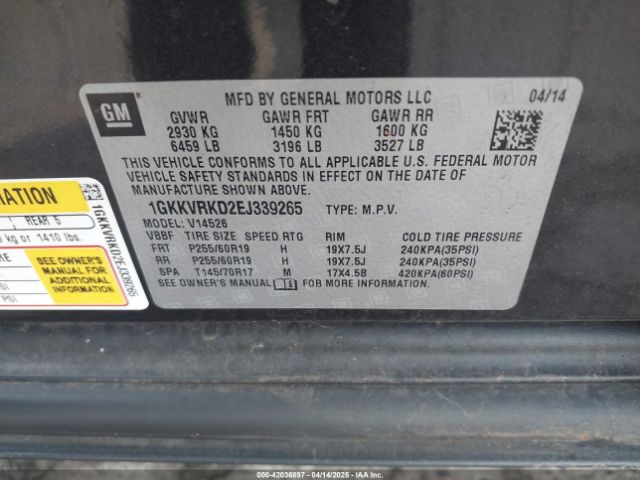 GM
MFD BY GENERAL MOTORS LLC 04/14
GVWR GAWR FRT GAWR RR
2930 KG 1450 KG 1600 KG
6459 LB 3196 LB 3527 LB
THIS VEHICLE CONFORMS TO ALL APPLICABLE U.S. FEDERAL MOTOR
VEHICLE SAFETY STANDARDS IN EFFECT ON THE DATE OF
MANUFACTURE SHOWN ABOVE.
1GKKVRKD2EJ339265 TYPE: M.P.V.
MODEL: V14526
VBBF TIRE SIZE SPEED RTG RIM COLD TIRE PRESSURE
FRT P255/60R19 H 19X7.5J 240KPA(35PSI)
RR P255/60R19 H 19X7.5J 240KPA(35PSI)
SPA T145/70R17 M 17X4.5B 420KPA(60PSI)
SEE OWNER'S MANUAL FOR MORE INFORMATION.
REAR 5
kg or 1410 lbs.
SEE OWNER'S
MANUAL FOR
ADDITIONAL
INFORMATION
1GKKVRKD2EJ339265
000-42036897 - 04/14/2025 - IAAI.COM